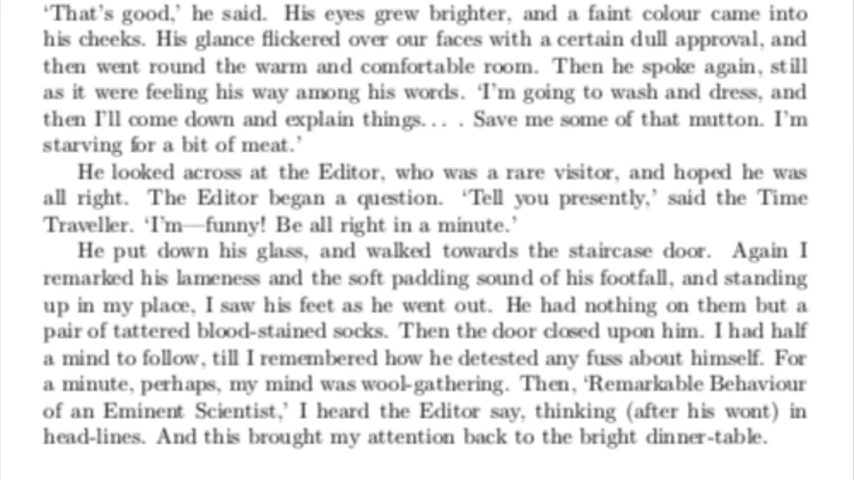 ‘That’s good,’ he said. His eyes grew brighter, and a faint colour came into
his cheeks. His glance flickered over our faces with a certain dull approval, and
then went round the warm and comfortable room. Then he spoke again, still
as it were feeling his way among his words. ‘I’m going to wash and dress, and
then I’ll come down and explain things... . Save me some of that mutton. I’m
starving for a bit of meat.’
He looked across at the Editor, who was a rare visitor, and hoped he was
all right. The Editor began a question. ‘Tell you presently,’ said the Time
Traveller. ‘I’m—funny! Be all right in a minute.’
He put down his glass, and walked towards the staircase door. Again I
remarked his lameness and the soft padding sound of his footfall, and standing
up in my place, I saw his feet as he went out. He had nothing on them but a
pair of tattered blood-stained socks. Then the door closed upon him. I had half
a mind to follow, till I remembered how he detested any fuss about himself. For
a minute, perhaps, my mind was wool-gathering. Then, ‘Remarkable Behaviour
of an Eminent Scientist,’ I heard the Editor say, thinking (after his wont) in
head-lines. And this brought my attention back to the bright dinner-table.